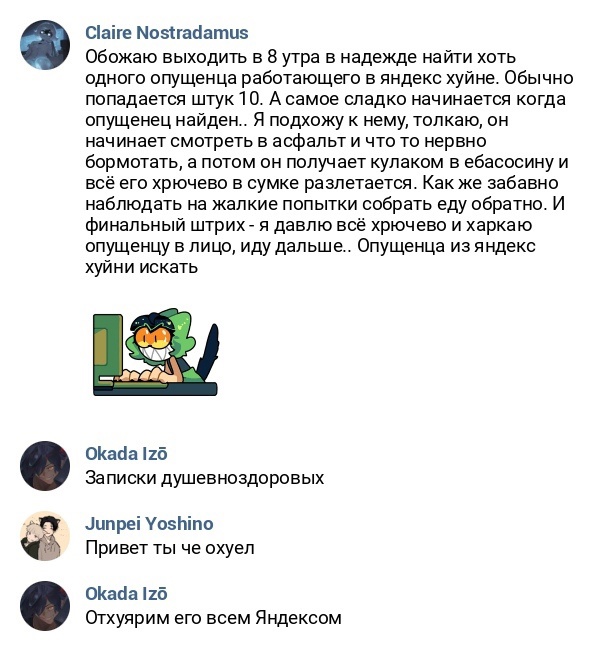 Claire Nostradamus
Обожаю выходить в 8 утра в надежде найти хоть
одного опущенца работающего в яндекс хуйне. Обычно
попадается штук 10. А самое сладко начинается когда
опущенец найден.. Я подхожу к нему, толкаю, он
начинает смотреть в асфальт и что то нервно
бормотать, а потом он получает кулаком в ебасосину и
всё его хрючево в сумке разлетается. Как же забавно
наблюдать на жалкие попытки собрать еду обратно. И
финальный штрих - я давлю всё хрючево и харкаю
опущенцу в лицо, иду дальше.. Опущенца из яндекс
хуйни искать
Okada Izō
Записки душевноздоровых
Junpei Yoshino
Привет ты че охуел
Okada Izō
Отхуярим его всем Яндексом